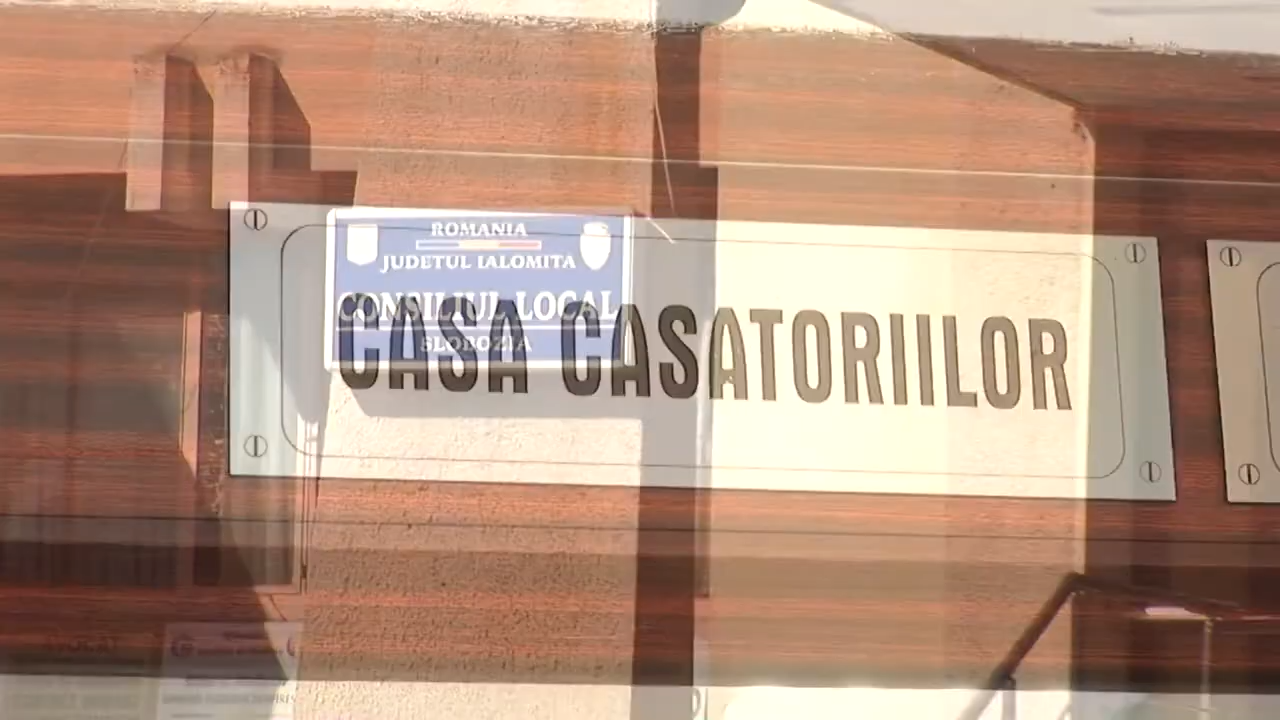 ROMANIA
JUDETUL IALOMITA
CONSILIUL LOCAL
SLOBOZIA
CASA CASATORIILOR